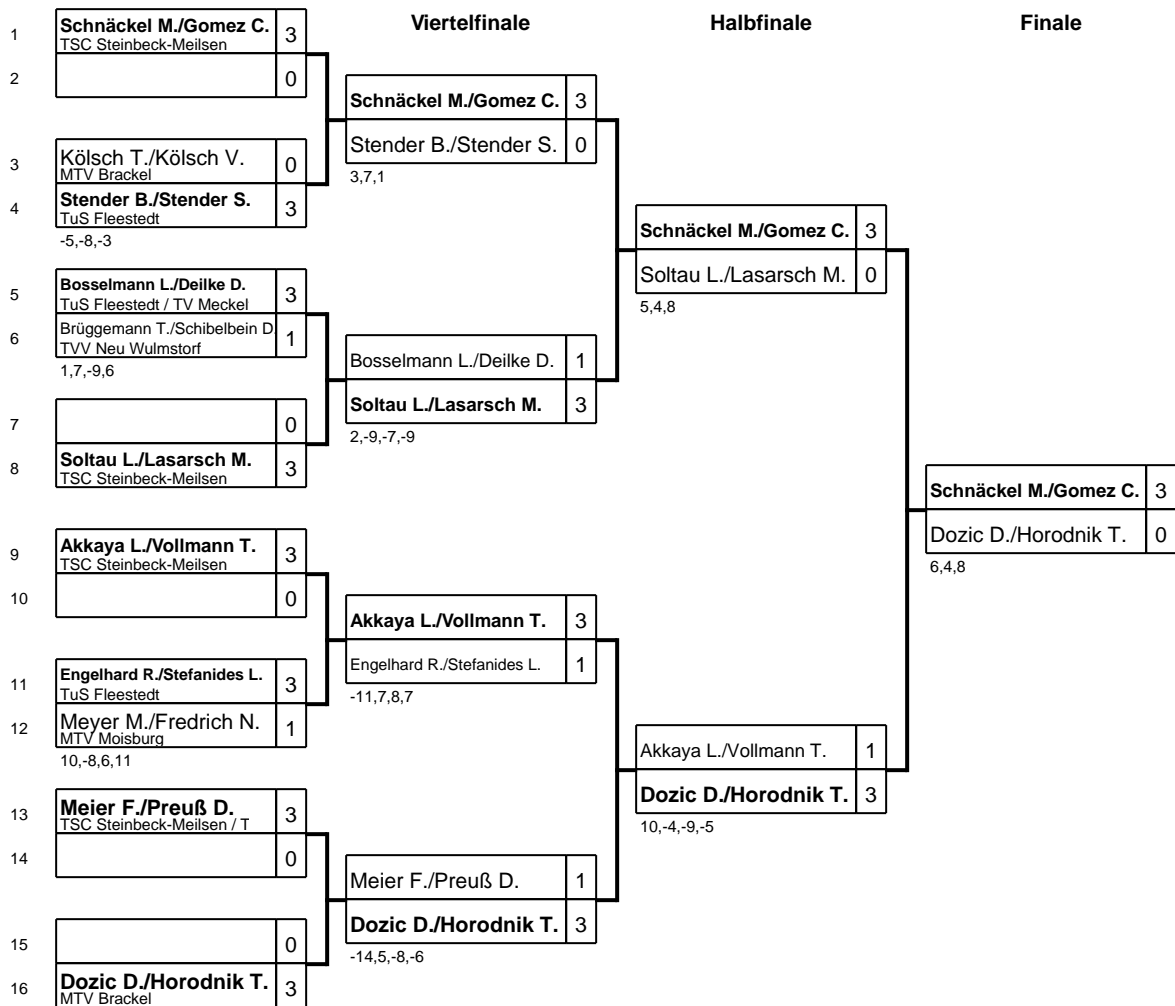 Viertelfinale
Halbfinale
Finale
1
Schnäckel M./Gomez C. 3
TSC Steinbeck-Meilsen
2
0
3
Kölsch T./Kölsch V. 0
MTV Brackel
4
Stender B./Stender S. 3
TuS Fleestedt
-5,-8,-3
5
Bosselmann L./Deilke D. 3
TuS Fleestedt / TV Meckel
6
Brüggemann T./Schibelbein D 1
TVV Neu Wulmstorf
1,7,-9,6
7
0
8
Soltau L./Lasarsch M. 3
TSC Steinbeck-Meilsen
9
Akkaya L./Vollmann T. 3
TSC Steinbeck-Meilsen
10
0
11
Engelhard R./Stefanides L. 3
TuS Fleestedt
12
Meyer M./Fredrich N. 1
MTV Moisburg
10,-8,6,11
13
Meier F./Preuß D. 3
TSC Steinbeck-Meilsen / T
14
0
15
0
16
Dozic D./Horodnik T. 3
MTV Brackel
Schnäckel M./Gomez C. 3
Stender B./Stender S. 0
3,7,1
Bosselmann L./Deilke D. 1
Soltau L./Lasarsch M. 3
2,-9,-7,-9
Akkaya L./Vollmann T. 3
Engelhard R./Stefanides L. 1
-11,7,8,7
Meier F./Preuß D. 1
Dozic D./Horodnik T. 3
-14,5,-8,-6
Schnäckel M./Gomez C. 3
Soltau L./Lasarsch M. 0
5,4,8
Akkaya L./Vollmann T. 1
Dozic D./Horodnik T. 3
10,-4,-9,-5
Schnäckel M./Gomez C. 3
Dozic D./Horodnik T. 0
6,4,8